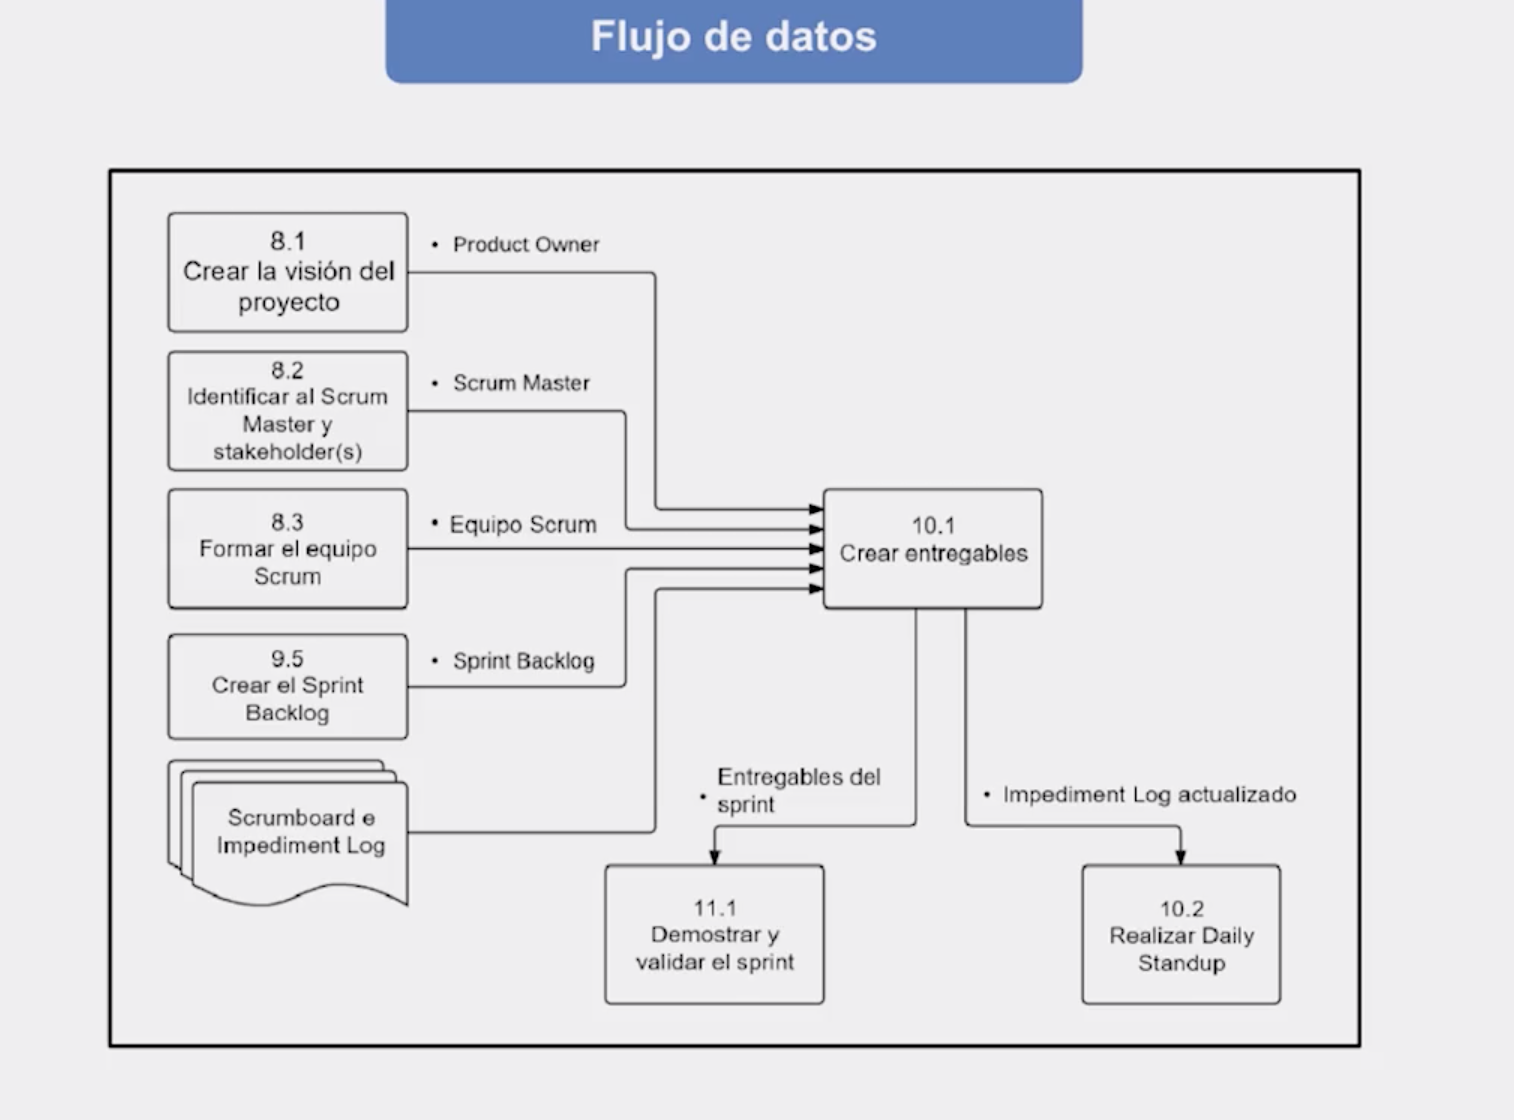 Flujo de datos
8.1
Crear la visión del
proyecto
• Product Owner
8.2
Identificar al Scrum
Master y
stakeholder(s)
• Scrum Master
8.3
Formar el equipo
Scrum
• Equipo Scrum
10.1
Crear entregables
9.5
Crear el Sprint
Backlog
• Sprint Backlog
Scrumboard e
Impediment Log
• Entregables del
sprint
• Impediment Log actualizado
11.1
Demostrar y
validar el sprint
10.2
Realizar Daily
Standup